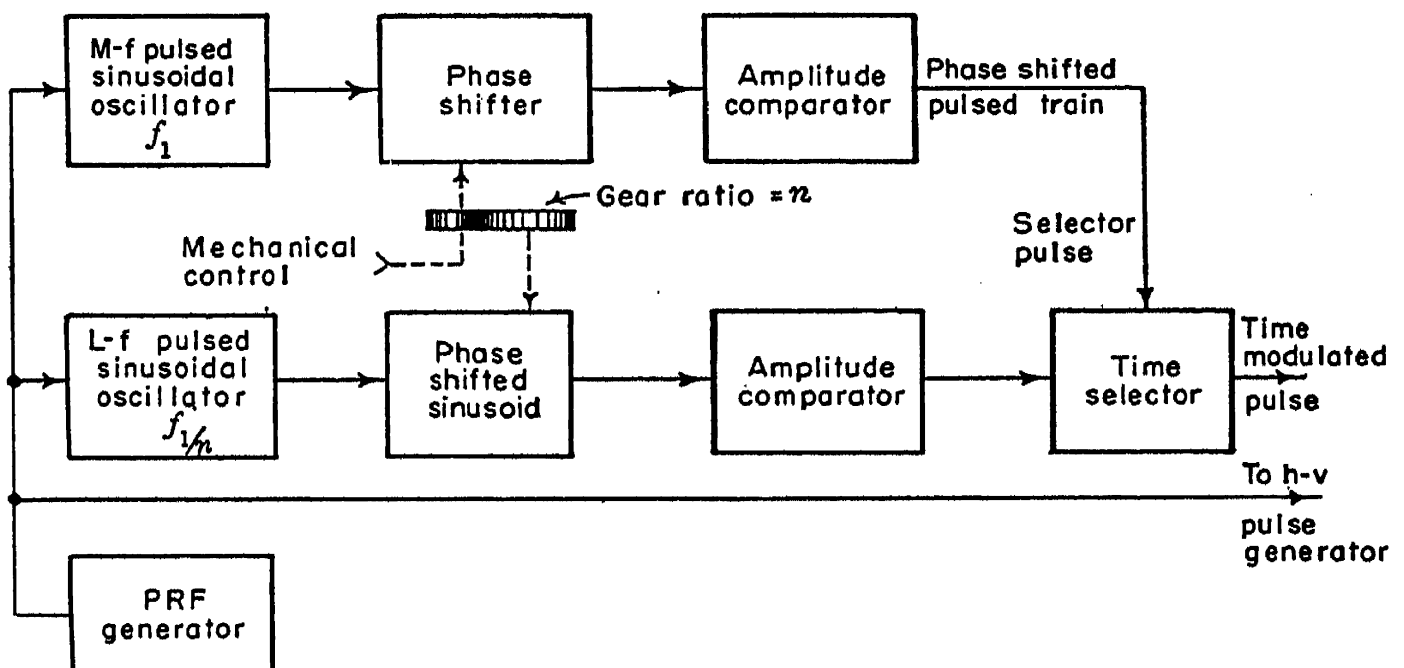 M-f pulsed
sinusoidal
oscillator
f1
Phase
shifter
Amplitude
comparator
Phase shifted
pulsed train
Gear ratio = n
Mechanical
control
Selector
pulse
L-f pulsed
sinusoidal
oscillator
f1/n
Phase
shifted
sinusoid
Amplitude
comparator
Time
selector
Time
modulated
pulse
To h-v
pulse
generator
PRF
generator